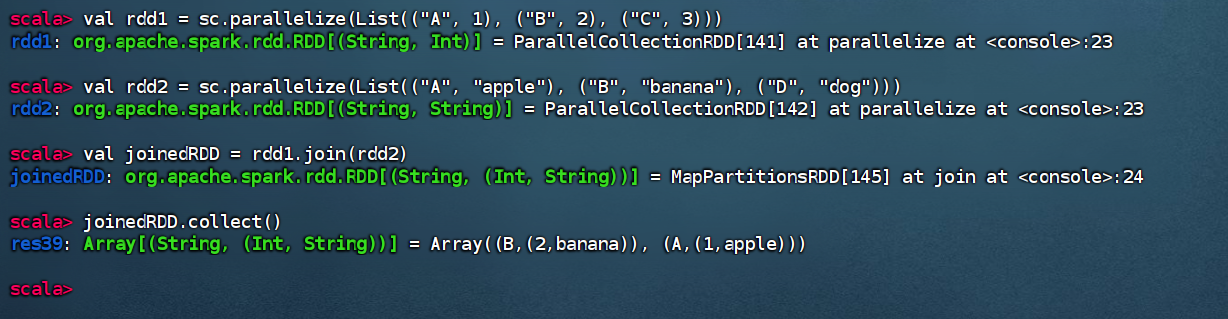 scala> val rdd1 = sc.parallelize(List(("A", 1), ("B", 2), ("C", 3)))
rdd1: org.apache.spark.rdd.RDD[(String, Int)] = ParallelCollectionRDD[141] at parallelize at <console>:23
scala> val rdd2 = sc.parallelize(List(("A", "apple"), ("B", "banana"), ("D", "dog")))
rdd2: org.apache.spark.rdd.RDD[(String, String)] = ParallelCollectionRDD[142] at parallelize at <console>:23
scala> val joinedRDD = rdd1.join(rdd2)
joinedRDD: org.apache.spark.rdd.RDD[(String, (Int, String))] = MapPartitionsRDD[145] at join at <console>:24
scala> joinedRDD.collect()
res39: Array[(String, (Int, String))] = Array((B,(2,banana)), (A,(1,apple)))
scala>